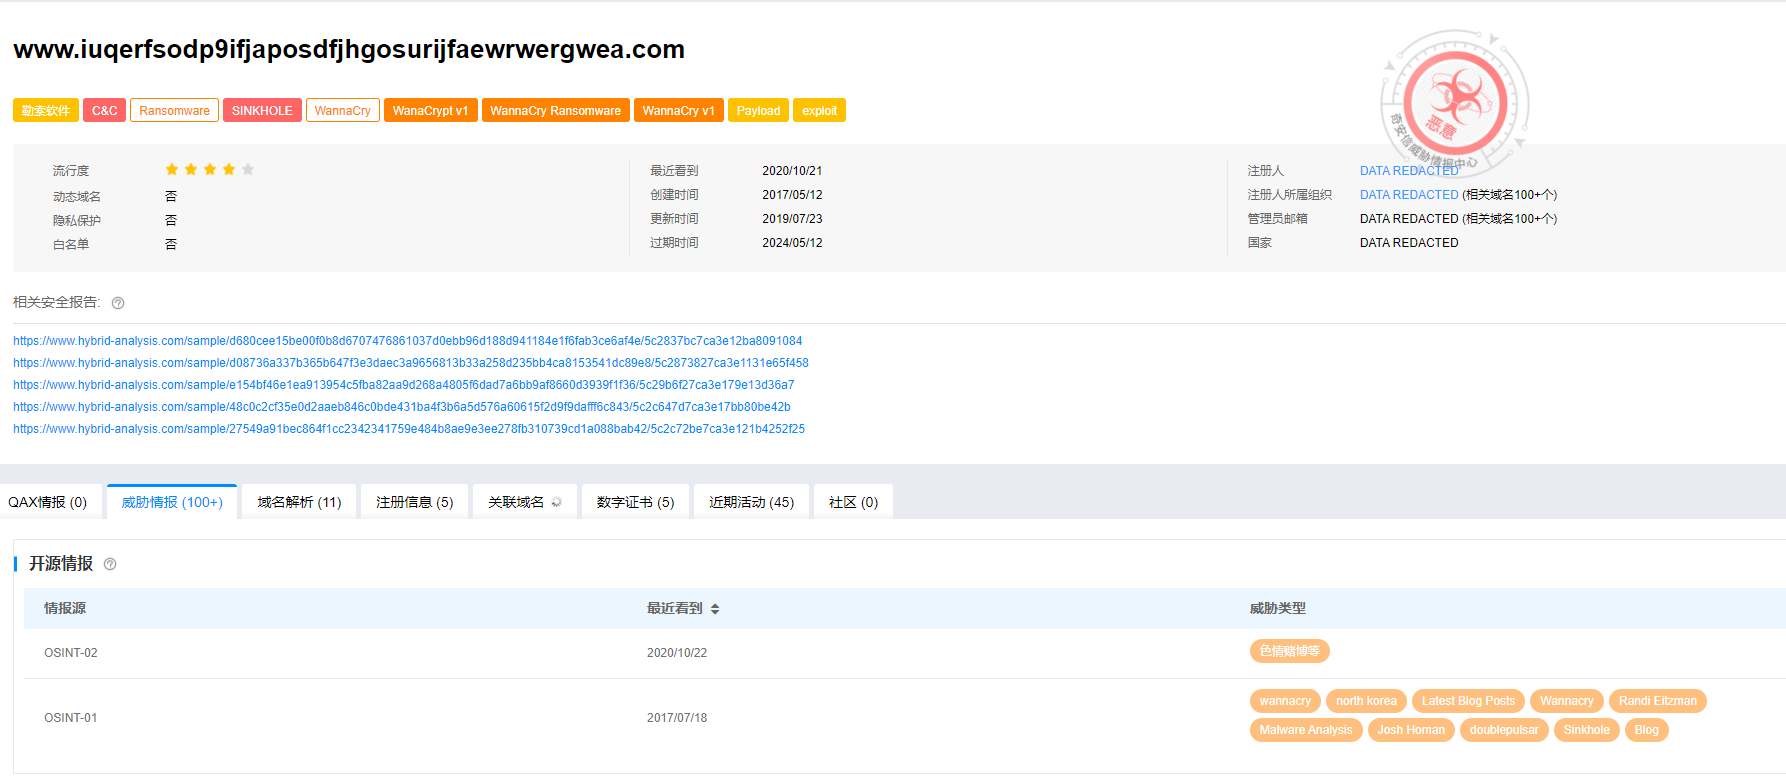 www.iuqerfsodp9ifjaposdfjhgosurijfaewrwergwea.com
勒索软件 C&C Ransomware SINKHOLE WannaCry WanaCrypt v1 WannaCry Ransomware WannaCry v1 Payload exploit
恶意
奇安信威胁情报中心
流行度 最近看到 2020/10/21 注册人 DATA REDACTED
动态域名 否 创建时间 2017/05/12 注册人所属组织 DATA REDACTED (相关域名100+个)
隐私保护 否 更新时间 2019/07/23 管理员邮箱 DATA REDACTED (相关域名100+个)
白名单 否 过期时间 2024/05/12 国家 DATA REDACTED
相关安全报告:
https://www.hybrid-analysis.com/sample/d680cee15be00f0b8d6707476861037d0ebb96d188d941184e1f6fab3ce6af4e/5c2837bc7ca3e12ba8091084
https://www.hybrid-analysis.com/sample/d08736a337b365b647f3e3daec3a9656813b33a258d235bb4ca8153541dc89e8/5c2873827ca3e1131e65f458
https://www.hybrid-analysis.com/sample/e154bf46e1ea913954c5fba82aa9d268a4805f6dad7a6bb9af8660d3939f1f36/5c29b6f27ca3e179e13d36a7
https://www.hybrid-analysis.com/sample/48c0c2cf35e0d2aaeb846c0bde431ba4f3b6a5d576a60615f2d9f9dafff6c843/5c2c647d7ca3e17bb80be42b
https://www.hybrid-analysis.com/sample/27549a91bec864f1cc2342341759e484b8ae9e3ee278fb310739cd1a088bab42/5c2c72be7ca3e121b4252f25
QAX情报 (0) 威胁情报 (100+) 域名解析 (11) 注册信息 (5) 关联域名 数字证书 (5) 近期活动 (45) 社区 (0)
开源情报
情报源 最近看到 威胁类型
OSINT-02 2020/10/22 色情赌博等
OSINT-01 2017/07/18 wannacry north korea Latest Blog Posts Wannacry Randi Eitzman
Malware Analysis Josh Homan doublepulsar Sinkhole Blog